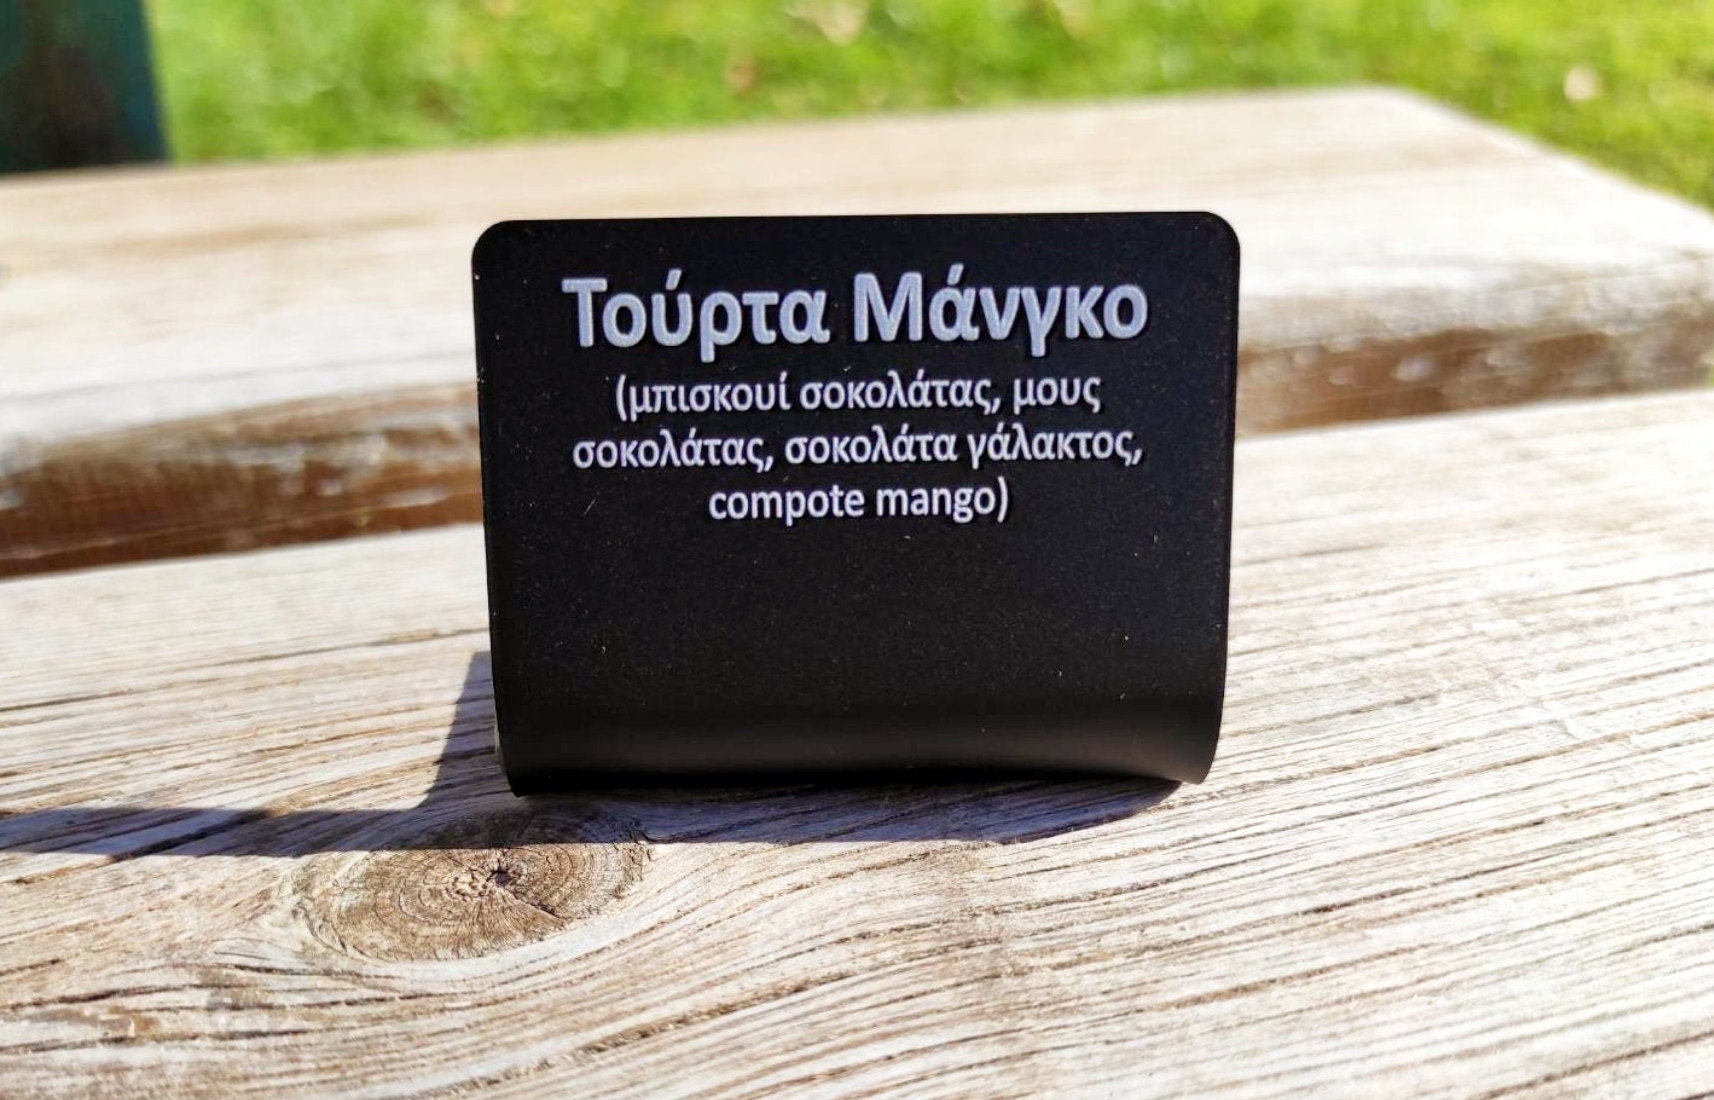 Τούρτα Μάνγκο
(μπισκουί σοκολάτας, μους
σοκολάτας, σοκολάτα γάλακτος,
compote mango)